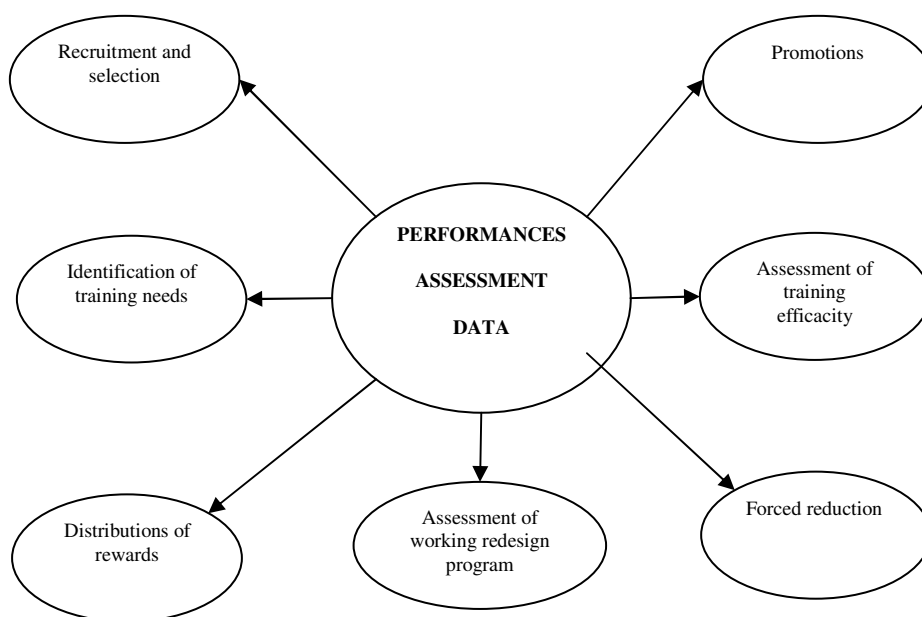 Recruitment and
selection
Promotions
PERFORMANCES
ASSESSMENT
DATA
Identification of
training needs
Assessment of
training
efficacity
Distributions of
rewards
Assessment of
working redesign
program
Forced reduction